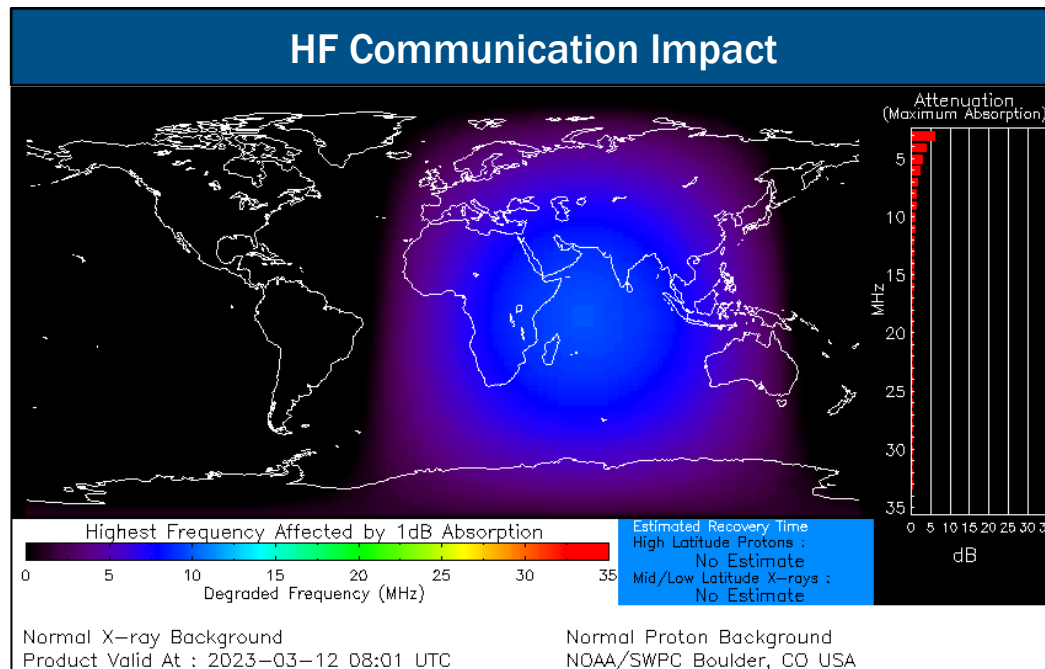 HF Communication Impact
Attenuation
(Maximum Absorption)
5
10
15
MHz
20
25
30
35
0 5 10 15 20 25 30 3
dB
Highest Frequency Affected by 1dB Absorption
0 5 10 15 20 25 30 35
Degraded Frequency (MHz)
Estimated Recovery Time
High Latitude Protons :
No Estimate
Mid/Low Latitude X-rays :
No Estimate
Normal X-ray Background
Product Valid At : 2023-03-12 08:01 UTC
Normal Proton Background
NOAA/SWPC Boulder, CO USA